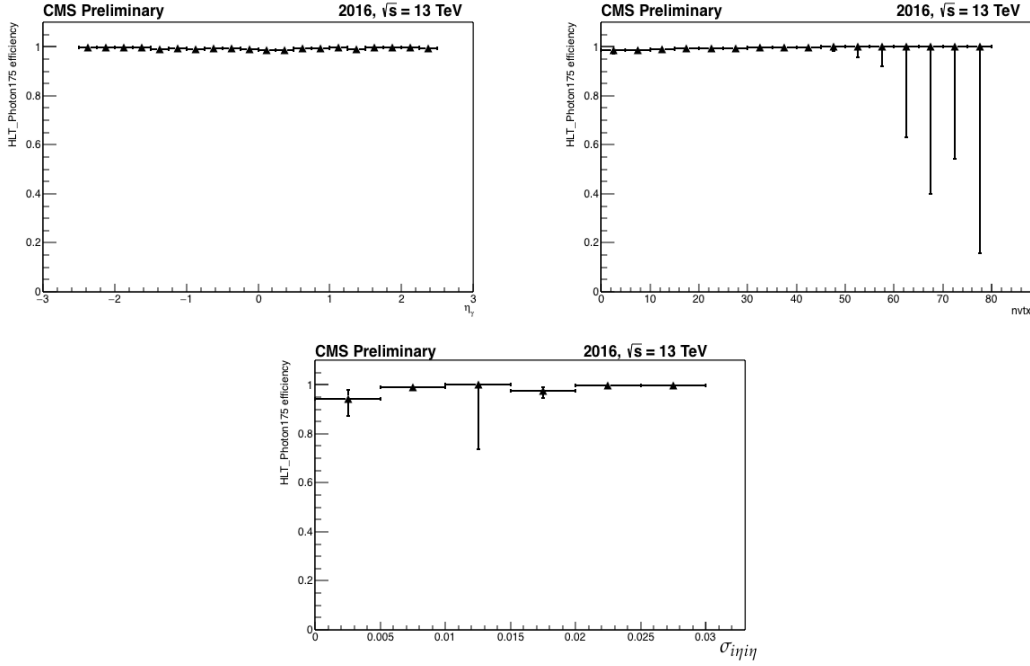 CMS Preliminary 2016, √s = 13 TeV
HLT_Photon175 efficiency
1
0.8
0.6
0.4
0.2
0
−3 −2 −1 0 1 2 3
ηγ
CMS Preliminary 2016, √s = 13 TeV
HLT_Photon175 efficiency
1
0.8
0.6
0.4
0.2
0
0 10 20 30 40 50 60 70 80
nvtx
CMS Preliminary 2016, √s = 13 TeV
HLT_Photon175 efficiency
1
0.8
0.6
0.4
0.2
0
0 0.005 0.01 0.015 0.02 0.025 0.03
σiηiη